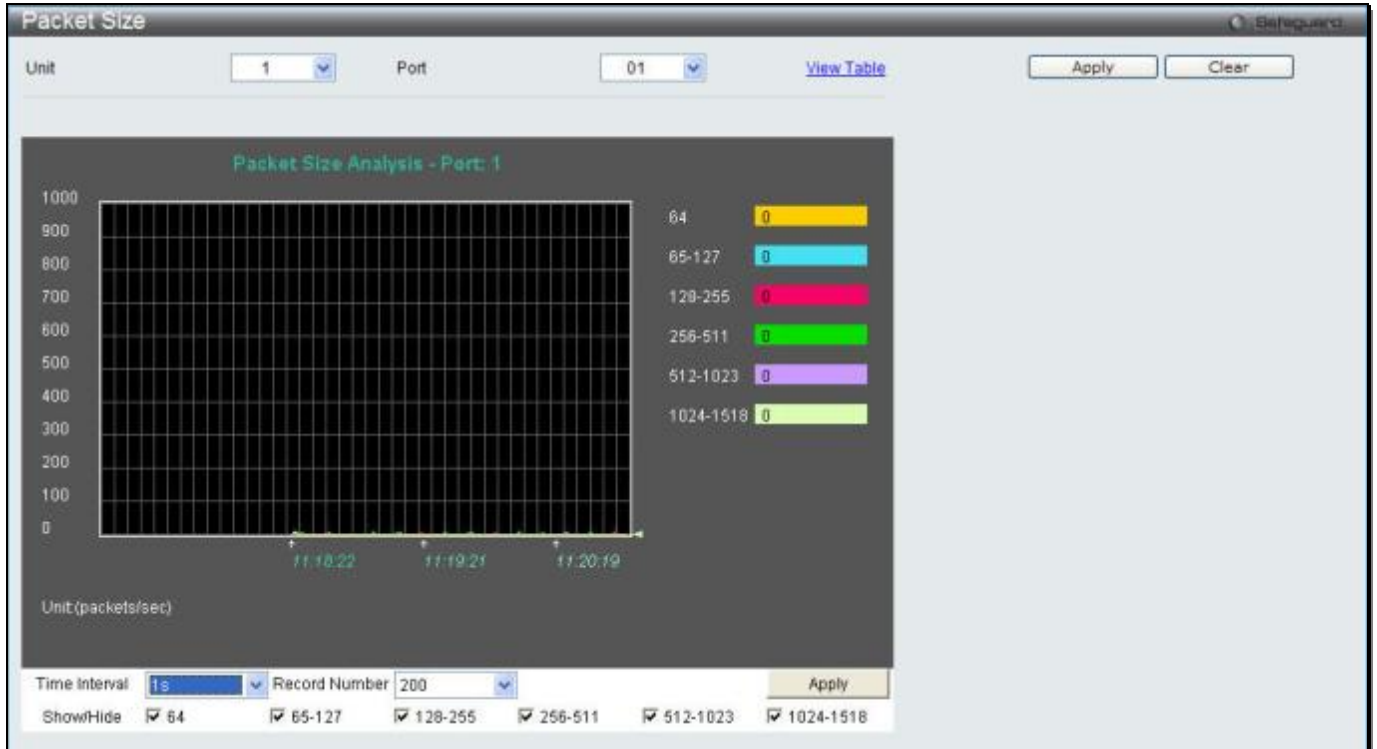 Packet Size
Safeguard
Unit 1 Port 01 View Table Apply Clear
Packet Size Analysis - Port: 1
1000
900
800
700
600
500
400
300
200
100
0
64 0
65-127 0
128-255 0
256-511 0
512-1023 0
1024-1518 0
11:18:22 11:19:21 11:20:19
Unit (packets/sec)
Time Interval 1s Record Number 200 Apply
Show/Hide 64 65-127 128-255 256-511 512-1023 1024-1518